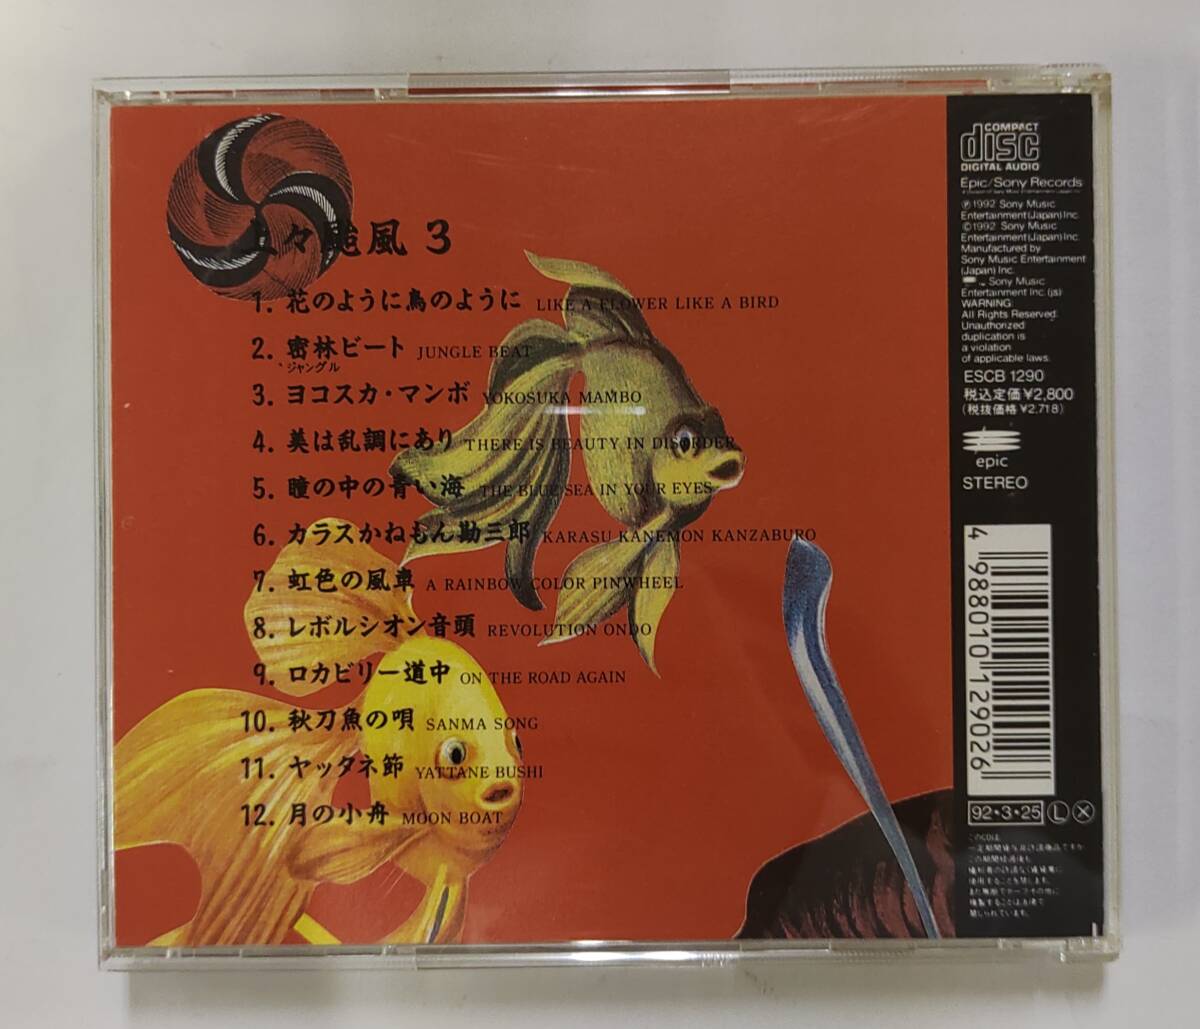 上々颱風 3
1. 花のように鳥のように LIKE A FLOWER LIKE A BIRD
2. 密林ビート JUNGLE BEAT
ジャングル
3. ヨコスカ・マンボ YOKOSUKA MAMBO
4. 美は乱調にあり THERE IS BEAUTY IN DISORDER
5. 瞳の中の青い海 THE BLUE SEA IN YOUR EYES
6. カラスかねもん勘三郎 KARASU KANEMON KANZABURO
7. 虹色の風車 A RAINBOW COLOR PINWHEEL
8. レボルシオン音頭 REVOLUTION ONDO
9. ロカビリー道中 ON THE ROAD AGAIN
10. 秋刀魚の唄 SANMA SONG
11. ヤッタネ節 YATTANE BUSHI
12. 月の小舟 MOON BOAT
COMPACT
disc
DIGITAL AUDIO
Epic/Sony Records
℗1992 Sony Music
Entertainment(Japan)Inc.
©1992 Sony Music
Entertainment(Japan)Inc.
Manufactured by
Sony Music Entertainment
(Japan) Inc.
Sony Music
Entertainment Inc.(js)
WARNING:
All Rights Reserved.
Unauthorized
duplication is
a violation
of applicable laws.
ESCB 1290
税込定価¥2,800
(税抜価格¥2,718)
epic
STEREO
4 988010 129026
92・3・25 L X
このCDは